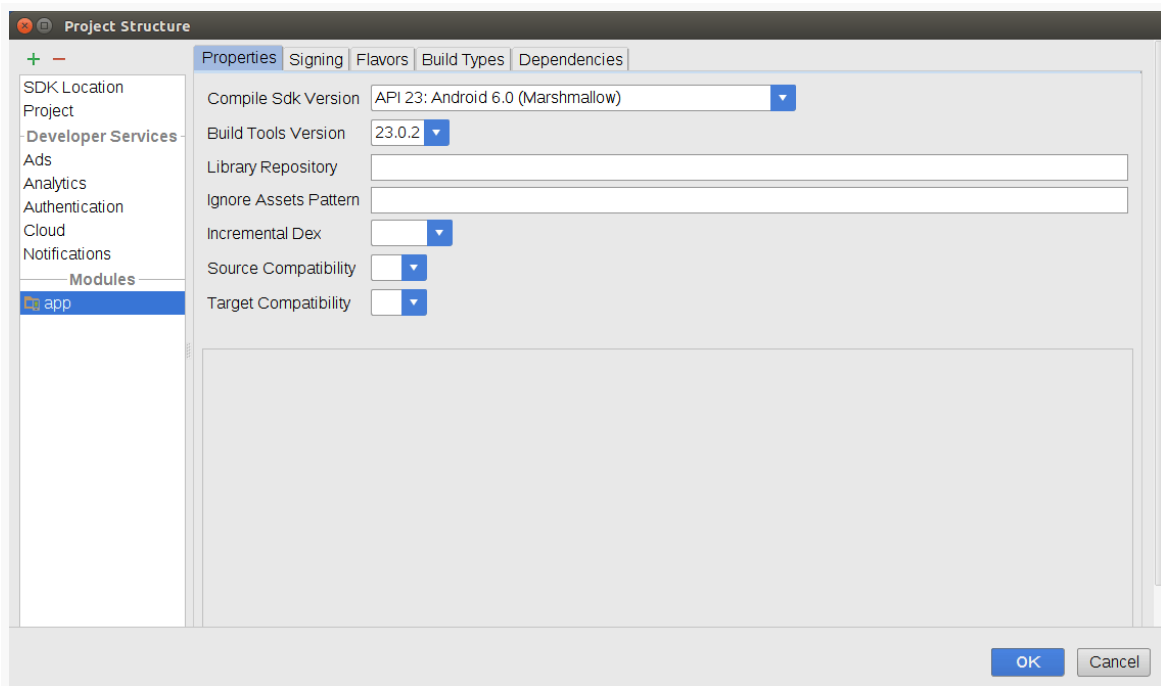 Project Structure
SDK Location
Project
Developer Services
Ads
Analytics
Authentication
Cloud
Notifications
Modules
app
Properties Signing Flavors Build Types Dependencies
Compile Sdk Version API 23: Android 6.0 (Marshmallow)
Build Tools Version 23.0.2
Library Repository
Ignore Assets Pattern
Incremental Dex
Source Compatibility
Target Compatibility
OK Cancel